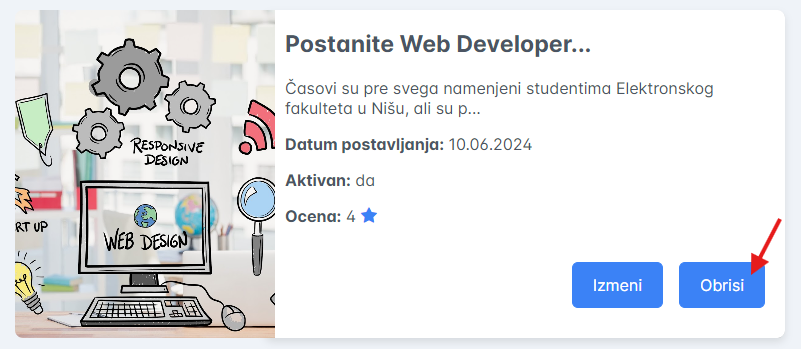 Postanite Web Developer...
Časovi su pre svega namenjeni studentima Elektronskog
fakulteta u Nišu, ali su p...
Datum postavljanja: 10.06.2024
Aktivan: da
Ocena: 4
Izmeni
Obrisi
RESPONSIVE
DESIGN
RT UP
WEB DESIGN